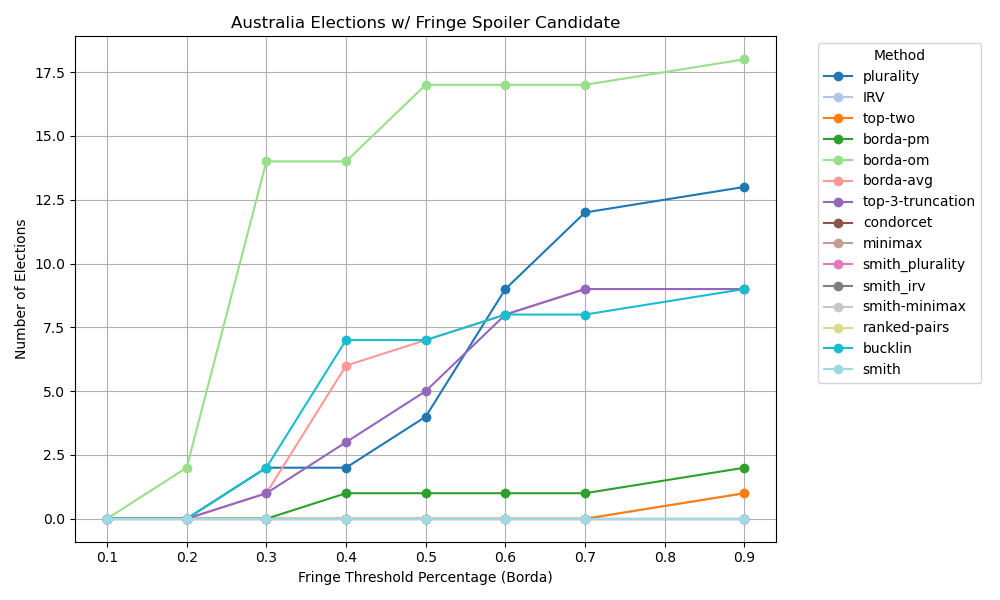 Australia Elections w/ Fringe Spoiler Candidate
Number of Elections
17.5
15.0
12.5
10.0
7.5
5.0
2.5
0.0
0.1 0.2 0.3 0.4 0.5 0.6 0.7 0.8 0.9
Fringe Threshold Percentage (Borda)
Method
plurality
IRV
top-two
borda-pm
borda-om
borda-avg
top-3-truncation
condorcet
minimax
smith_plurality
smith_irv
smith-minimax
ranked-pairs
bucklin
smith